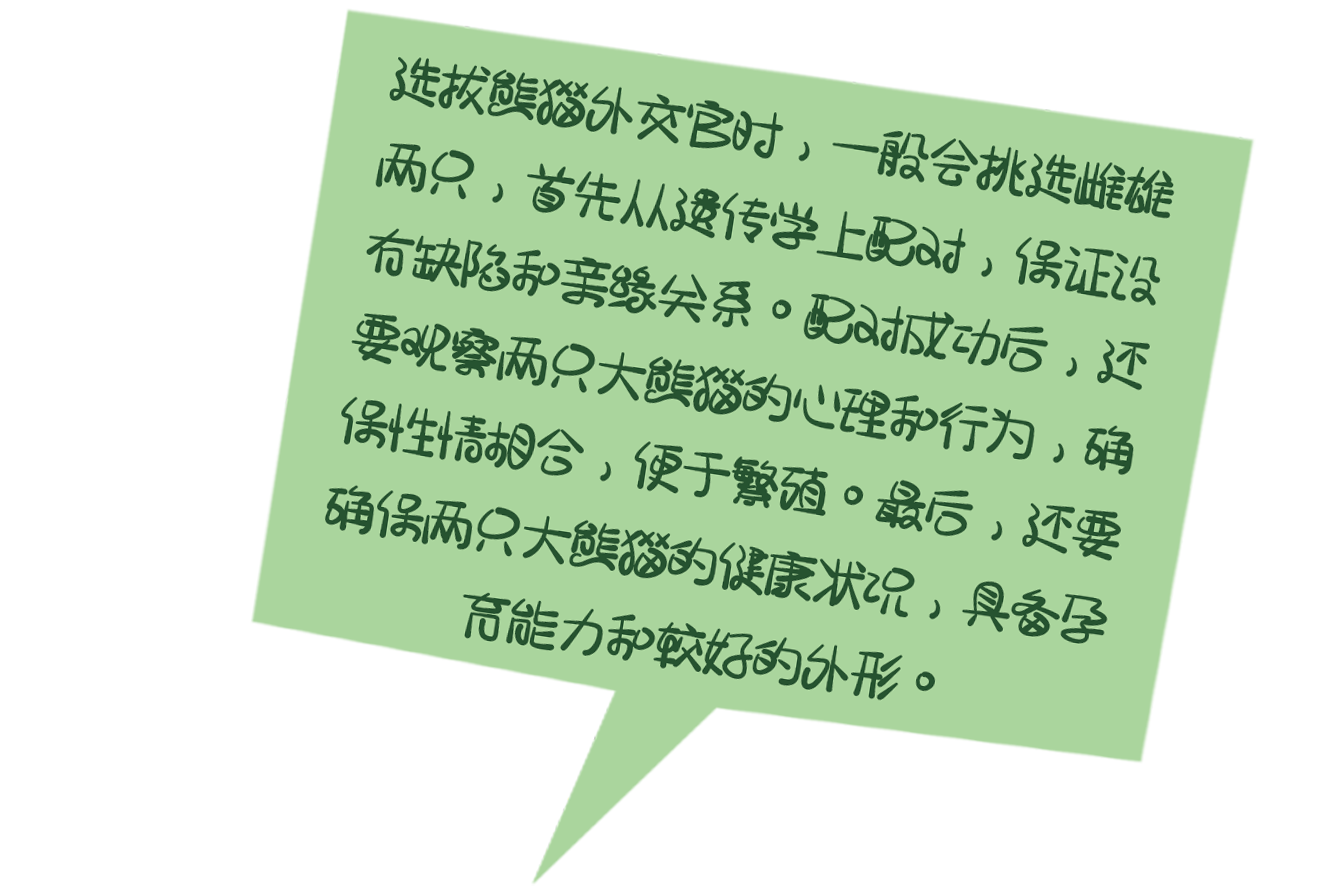 选拔熊猫外交官时，一般会挑选雌雄
两只，首先从遗传学上配对，保证没
有缺陷和亲缘关系。配对成功后，还
要观察两只大熊猫的心理和行为，确
保性情相合，便于繁殖。最后，还要
确保两只大熊猫的健康状况，具备孕
育能力和较好的外形。